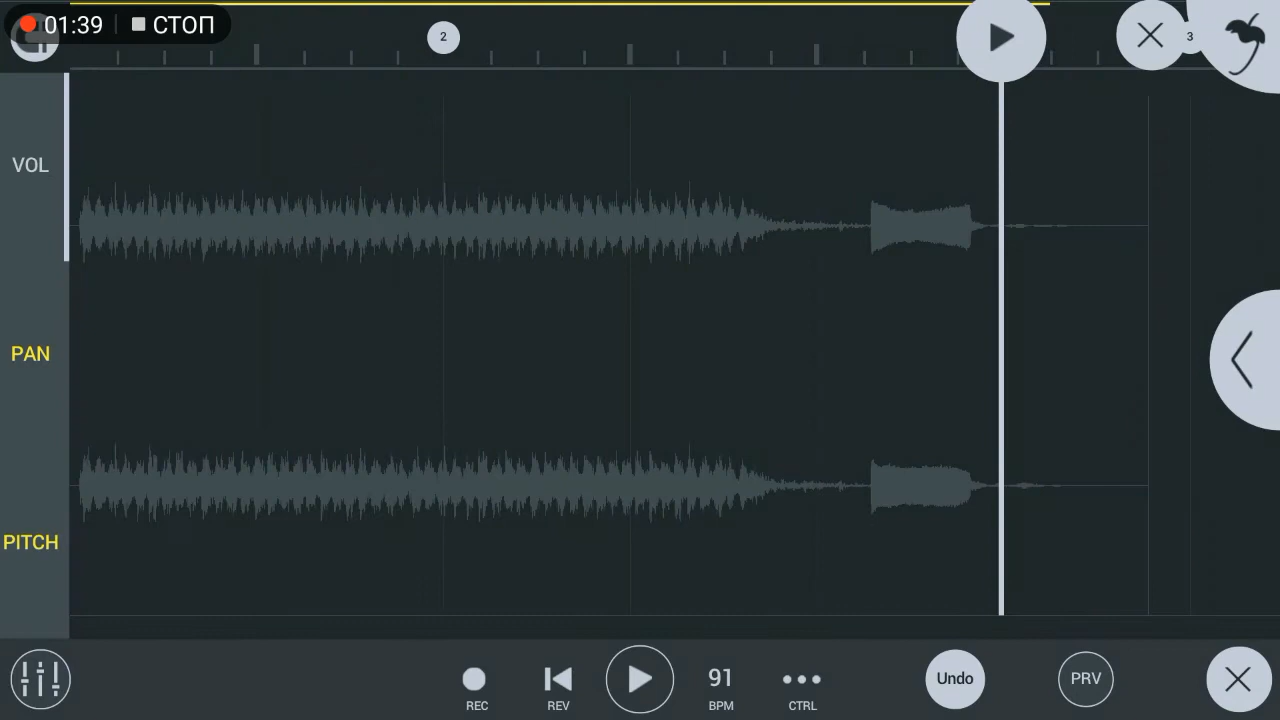 01:39 СТОП
2
3
VOL
PAN
PITCH
91
Undo
PRV
REC
REV
BPM
CTRL